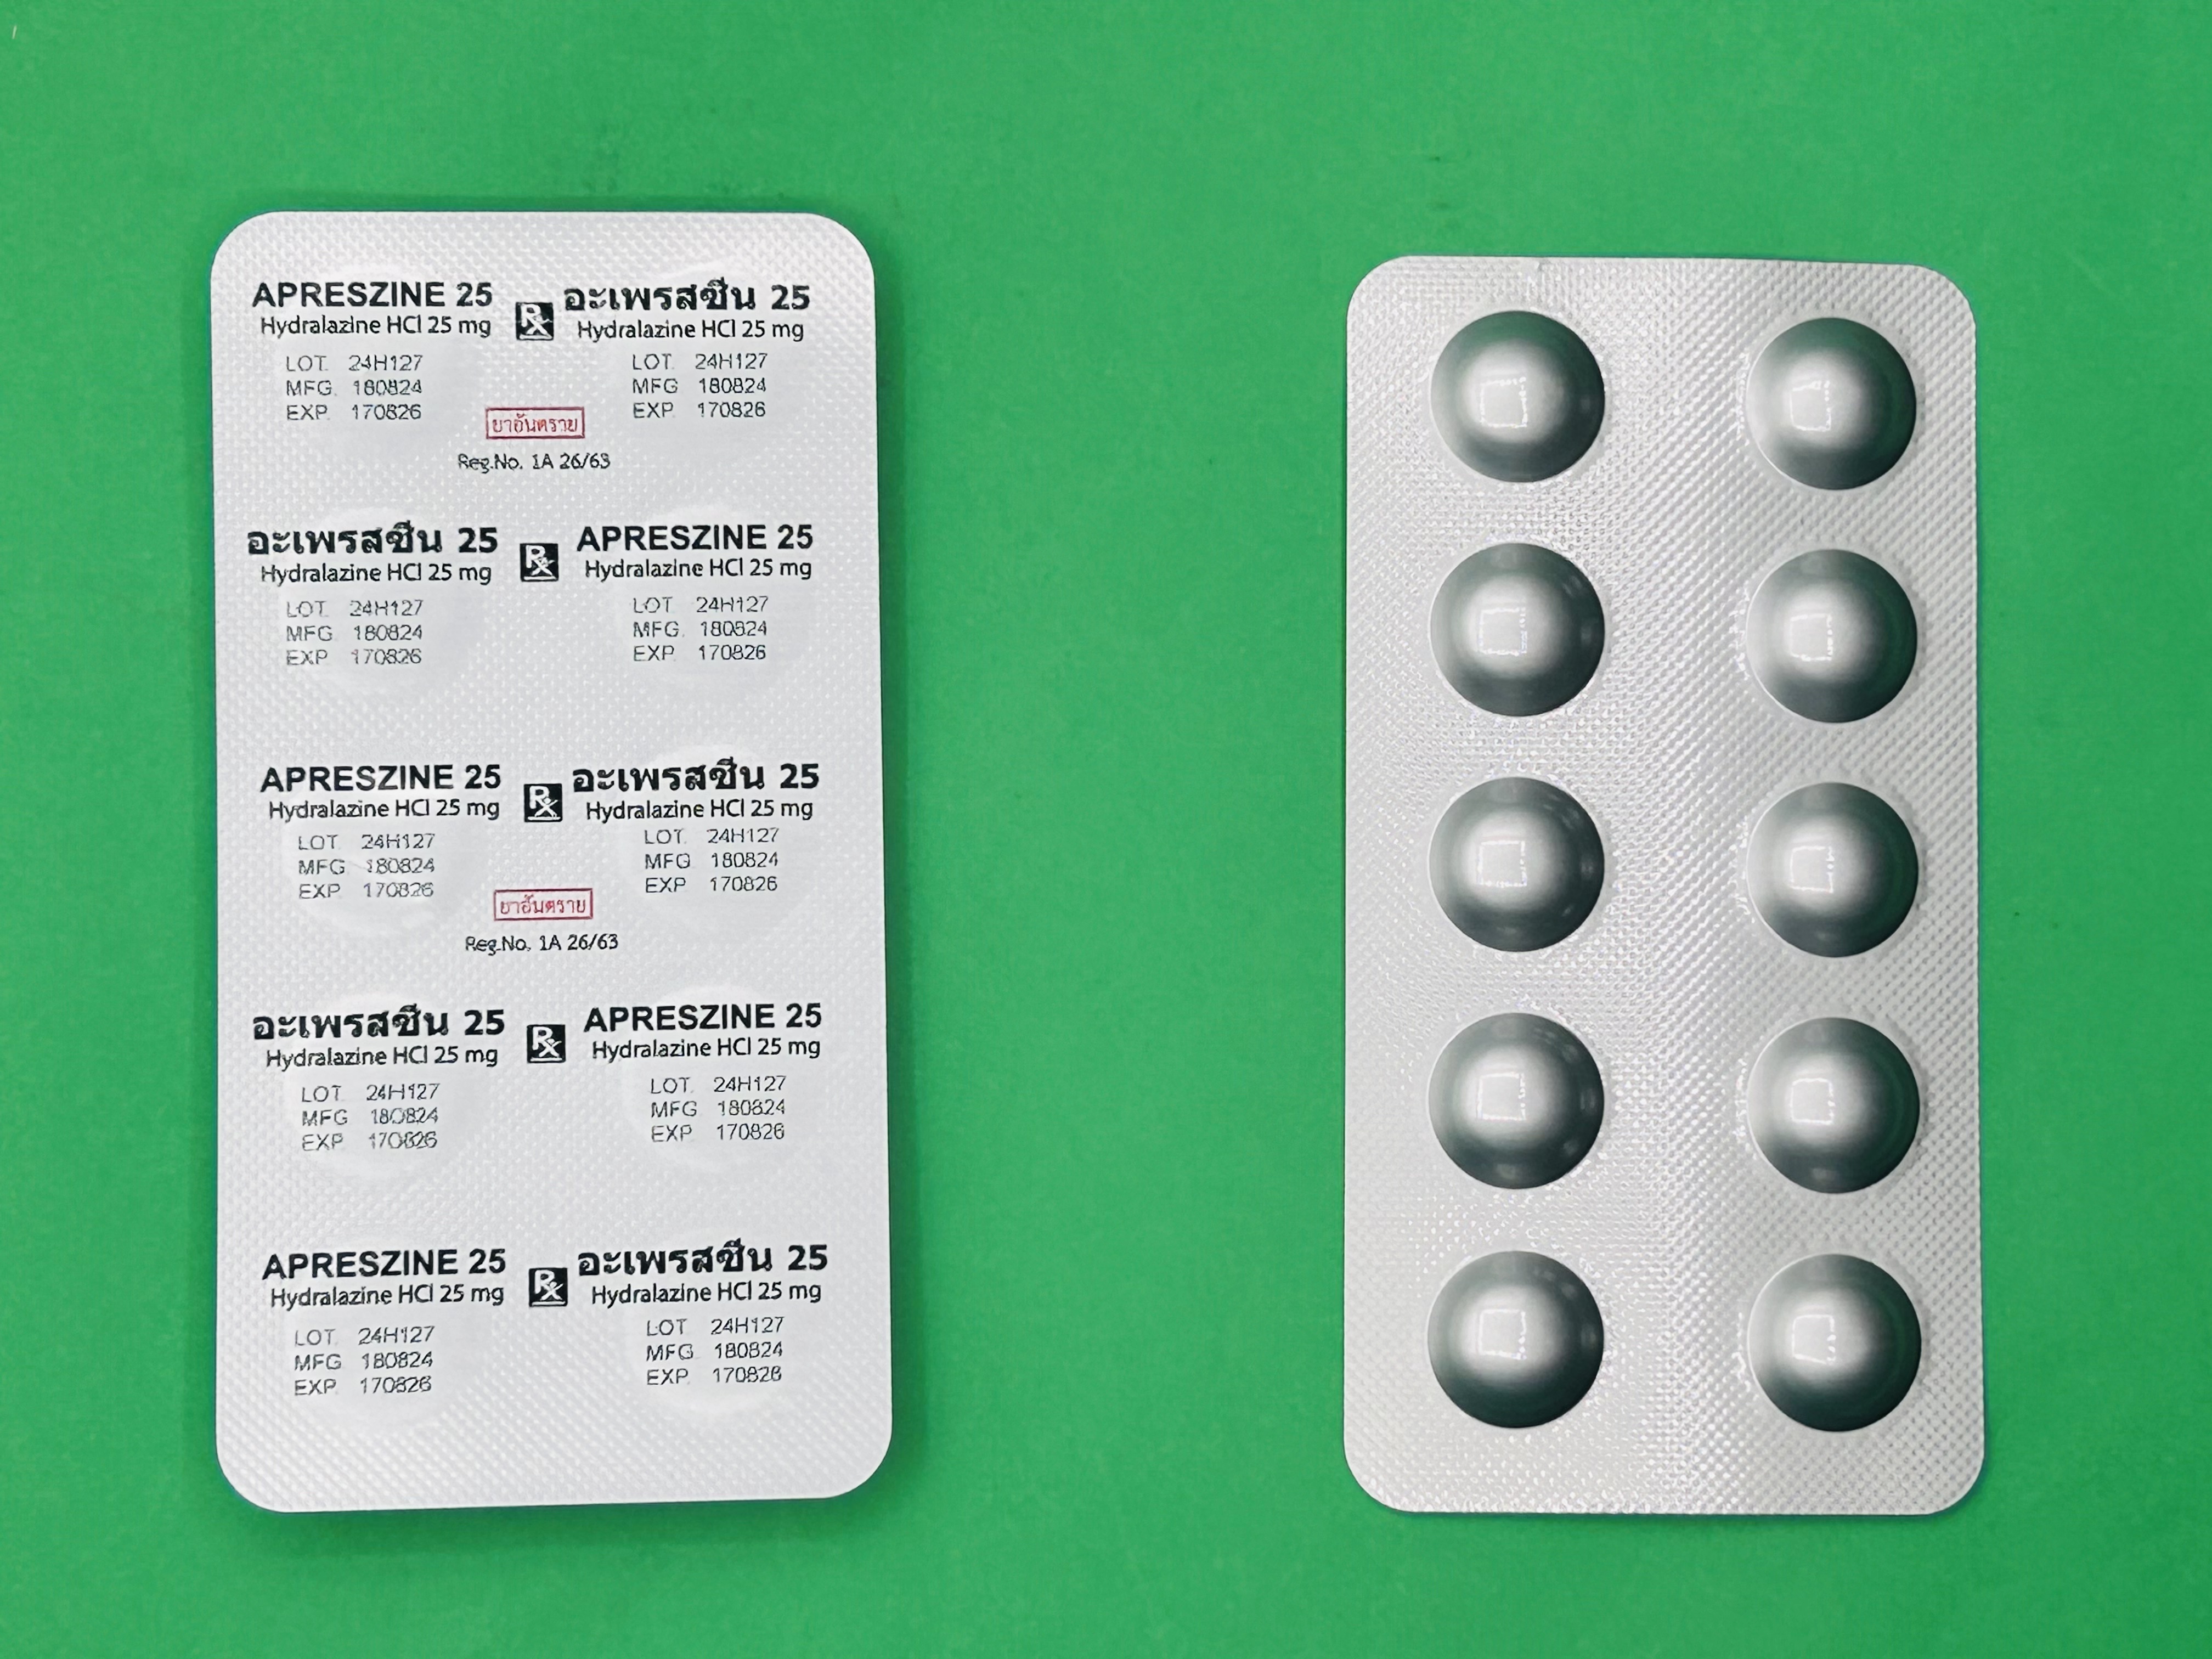 APRESZINE 25 Rx อะเพรสซีน 25
Hydralazine HCl 25 mg Hydralazine HCl 25 mg
LOT. 24H127 LOT. 24H127
MFG. 180824 MFG. 180824
EXP. 170826 EXP. 170826
ยาอันตราย
Reg.No. 1A 26/63
อะเพรสซีน 25 Rx APRESZINE 25
Hydralazine HCl 25 mg Hydralazine HCl 25 mg
LOT. 24H127 LOT. 24H127
MFG. 180824 MFG. 180824
EXP. 170826 EXP. 170826
APRESZINE 25 Rx อะเพรสซีน 25
Hydralazine HCl 25 mg Hydralazine HCl 25 mg
LOT. 24H127 LOT. 24H127
MFG. 180824 MFG. 180824
EXP. 170826 EXP. 170826
ยาอันตราย
Reg.No. 1A 26/63
อะเพรสซีน 25 Rx APRESZINE 25
Hydralazine HCl 25 mg Hydralazine HCl 25 mg
LOT. 24H127 LOT. 24H127
MFG. 180824 MFG. 180824
EXP. 170826 EXP. 170826
APRESZINE 25 Rx อะเพรสซีน 25
Hydralazine HCl 25 mg Hydralazine HCl 25 mg
LOT. 24H127 LOT. 24H127
MFG. 180824 MFG. 180824
EXP. 170826 EXP. 170826